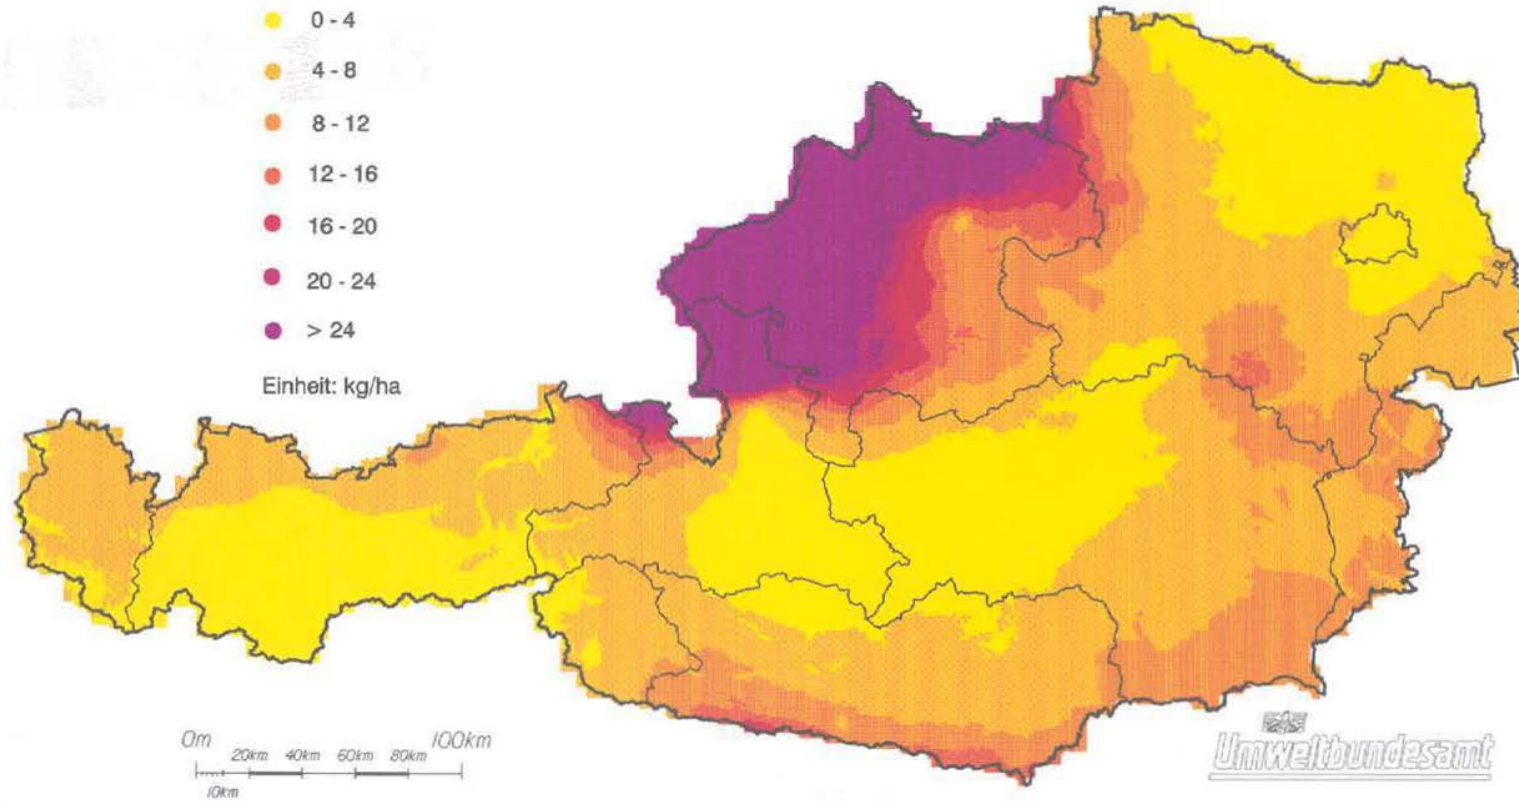 0 - 4
4 - 8
8 - 12
12 - 16
16 - 20
20 - 24
> 24
Einheit: kg/ha
0m 20km 40km 60km 80km 100km
10km
Umweltbundesamt